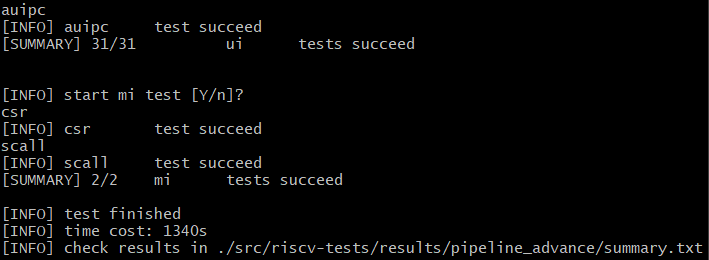 auipc
[INFO] auipc test succeed
[SUMMARY] 31/31 ui tests succeed
[INFO] start mi test [Y/n]?
csr
[INFO] csr test succeed
scall
[INFO] scall test succeed
[SUMMARY] 2/2 mi tests succeed
[INFO] test finished
[INFO] time cost: 1340s
[INFO] check results in ./src/riscv-tests/results/pipeline_advance/summary.txt